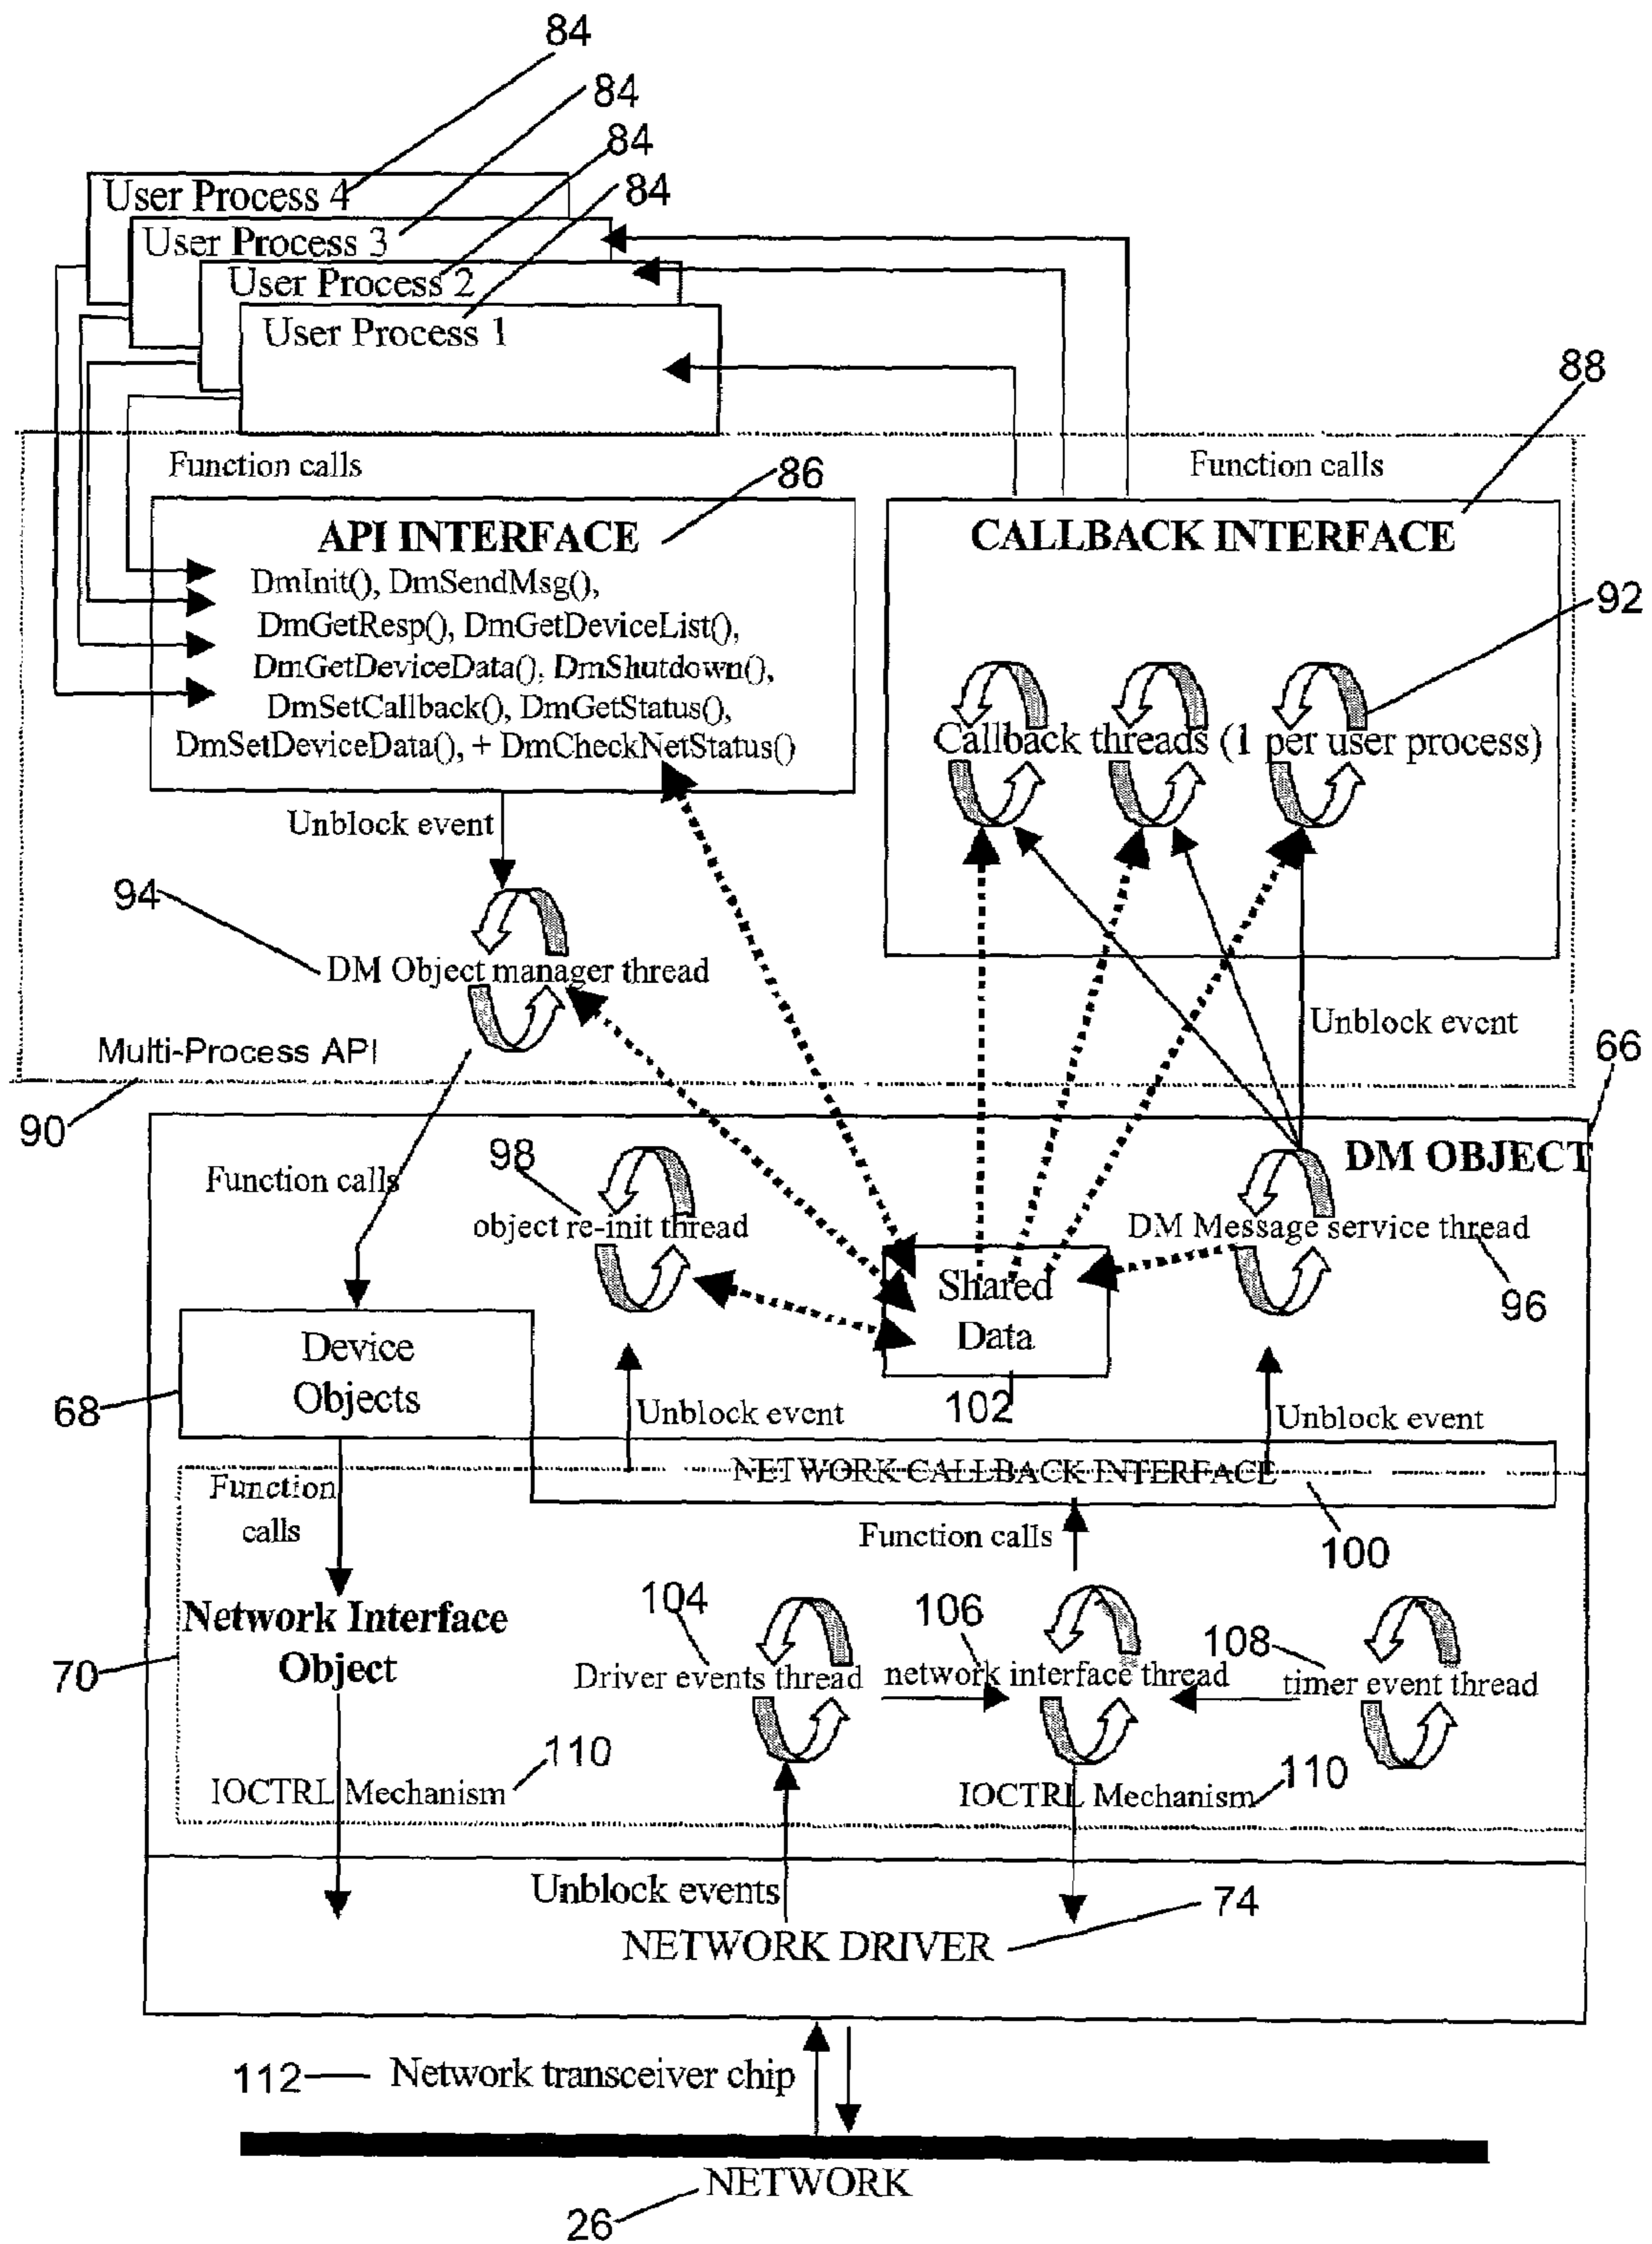 84
84
84
84
User Process 4
User Process 3
User Process 2
User Process 1
88
Function calls
Function calls
86
API INTERFACE
CALLBACK INTERFACE
DmInit(), DmSendMsg(),
DmGetResp(), DmGetDeviceList(),
DmGetDeviceData(), DmShutdown(),
DmSetCallback(), DmGetStatus(),
DmSetDeviceData(), + DmCheckNetStatus()
92
Callback threads (1 per user process)
Unblock event
94
DM Object manager thread
Unblock event
Multi-Process API
66
90
DM OBJECT
98
Function calls
object re-init thread
DM Message service thread
Shared
Data
96
Device
Objects
68
102
Unblock event
Unblock event
NETWORK CALLBACK INTERFACE
Function
calls
Function calls
100
Network Interface
Object
70
104
106
108
Driver events thread
network interface thread
timer event thread
110
110
IOCTRL Mechanism
IOCTRL Mechanism
Unblock events
74
NETWORK DRIVER
112
Network transceiver chip
NETWORK
26